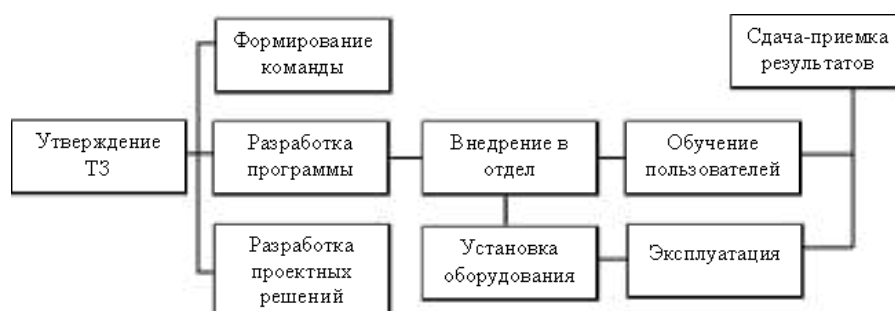 Формирование
команды
Сдача-приемка
результатов
Утверждение
ТЗ
Разработка
программы
Внедрение в
отдел
Обучение
пользователей
Разработка
проектных
решений
Установка
оборудования
Эксплуатация